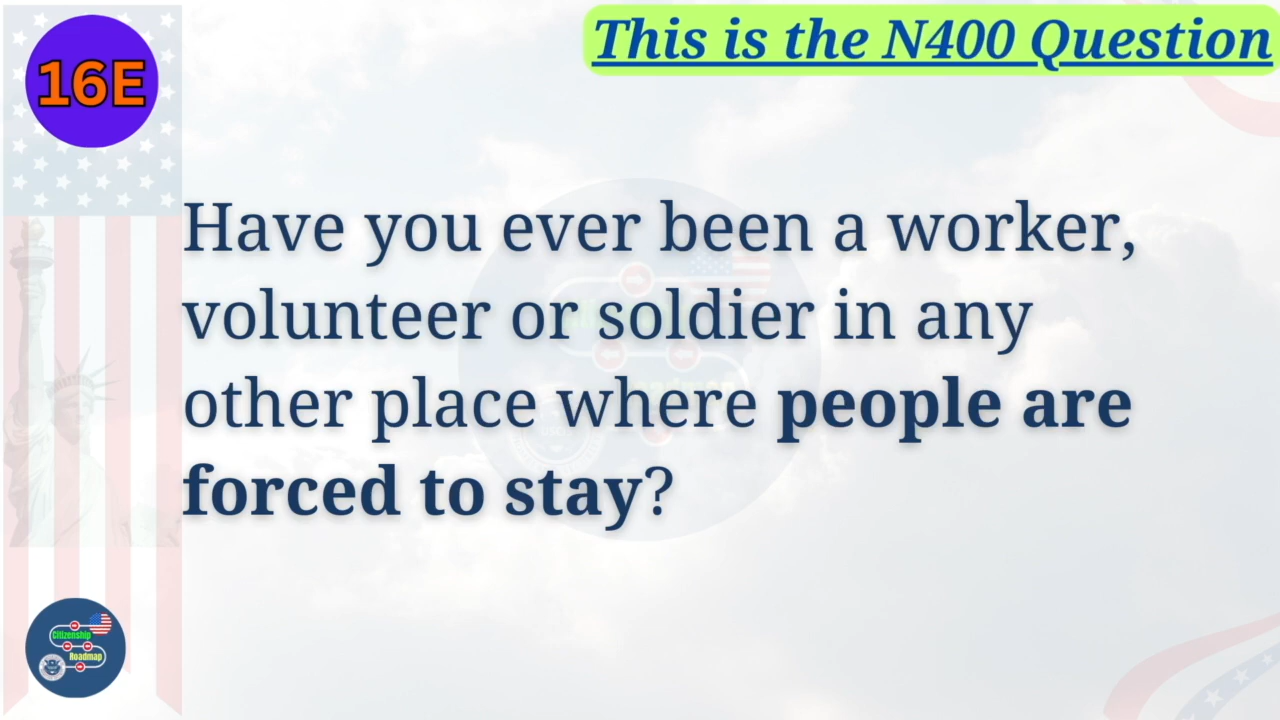 16E
This is the N400 Question
Have you ever been a worker,
volunteer or soldier in any
other place where people are
forced to stay?
Citizenship
Roadmap